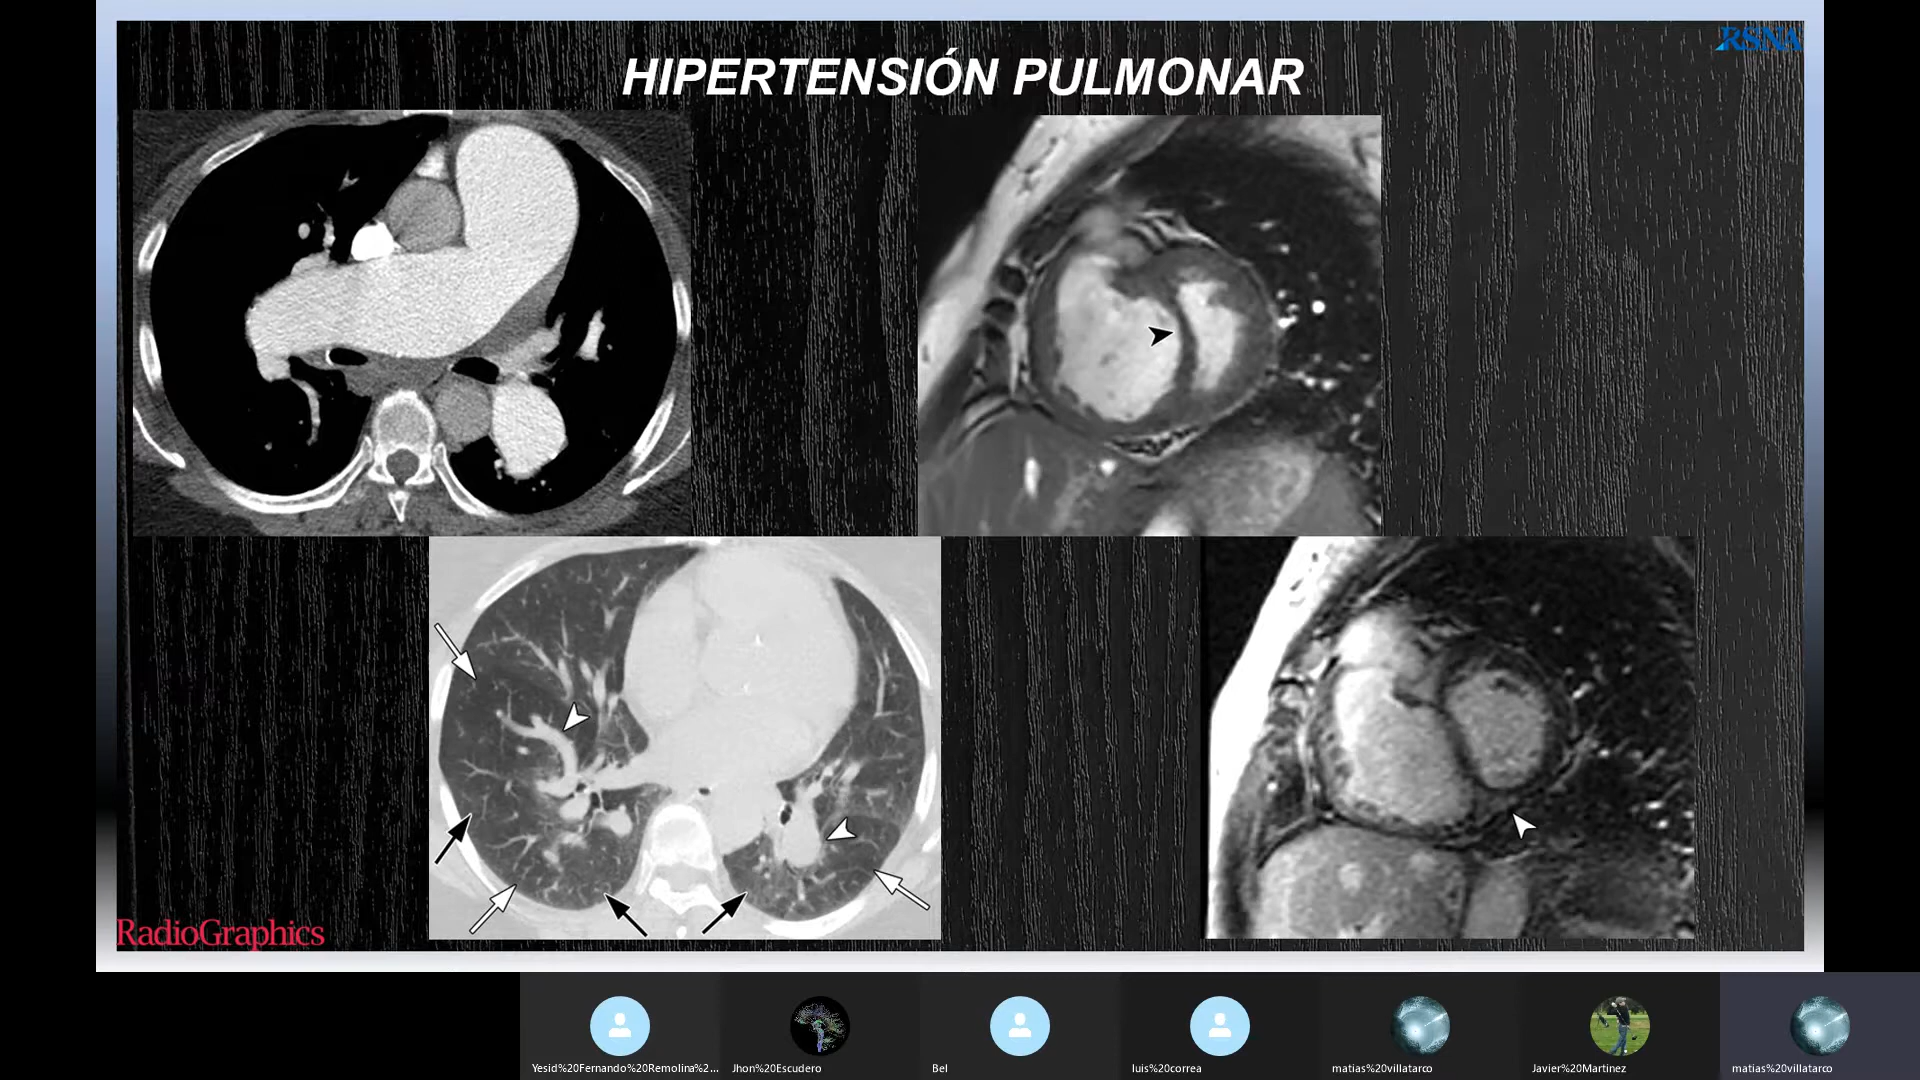 RSNA
HIPERTENSIÓN PULMONAR
RadioGraphics
Yesid%20Fernando%20Remolina%2...
Jhon%20Escudero
Bel
luis%20correa
matias%20villatarco
Javier%20Martinez
matias%20villatarco